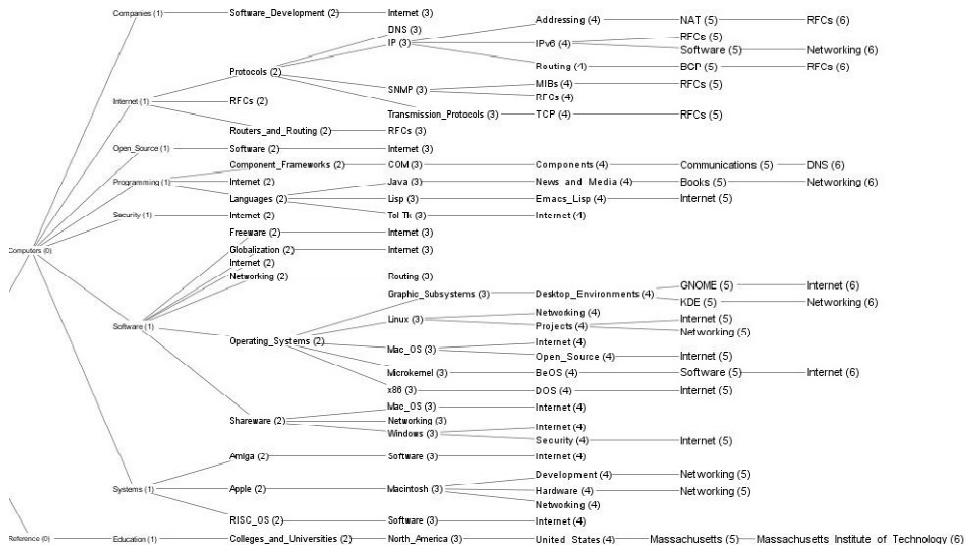 Companies (1) Software_Development (2) Internet (3)
Addressing (4) NAT (5) RFCs (6)
DNS (3)
RFCs (5)
IP (3) IPv6 (4)
Software (5) Networking (6)
Routing (4) BGP (5) RFCs (6)
Protocols (2)
MIBs (4) RFCs (5)
SNMP (3)
RFCs (4)
Internet (1) RFCs (2)
Transmission_Protocols (3) TCP (4) RFCs (5)
Routers_and_Routing (2) RFCs (3)
Open_Source (1) Software (2) Internet (3)
Component_Frameworks (2) COM (3) Components (4) Communications (5) DNS (6)
Programming (1) Internet (2) Java (3) News and Media (4) Books (5) Networking (6)
Languages (2) Lisp (3) Emacs_Lisp (4) Internet (5)
Security (1) Internet (2) Tcl Tk (3) Internet (4)
Freeware (2) Internet (3)
Computers (0) Globalization (2) Internet (3)
Internet (2)
Networking (2) Routing (3)
GNOME (5) Internet (6)
Graphic_Subsystems (3) Desktop_Environments (4)
KDE (5) Networking (6)
Networking (4)
Linux (3) Internet (5)
Software (1) Projects (4)
Networking (5)
Operating_Systems (2) Internet (4)
Mac_OS (3)
Open_Source (4) Internet (5)
Microkernel (3) BeOS (4) Software (5) Internet (6)
x86 (3) DOS (4) Internet (5)
Mac_OS (3) Internet (4)
Shareware (2) Networking (3)
Internet (4)
Windows (3)
Security (4) Internet (5)
Amiga (2) Software (3) Internet (4)
Development (4) Networking (5)
Systems (1) Apple (2) Macintosh (3) Hardware (4) Networking (5)
Networking (4)
RISC_OS (2) Software (3) Internet (4)
Reference (0) Education (1) Colleges_and_Universities (2) North_America (3) United States (4) Massachusetts (5) Massachusetts Institute of Technology (6)